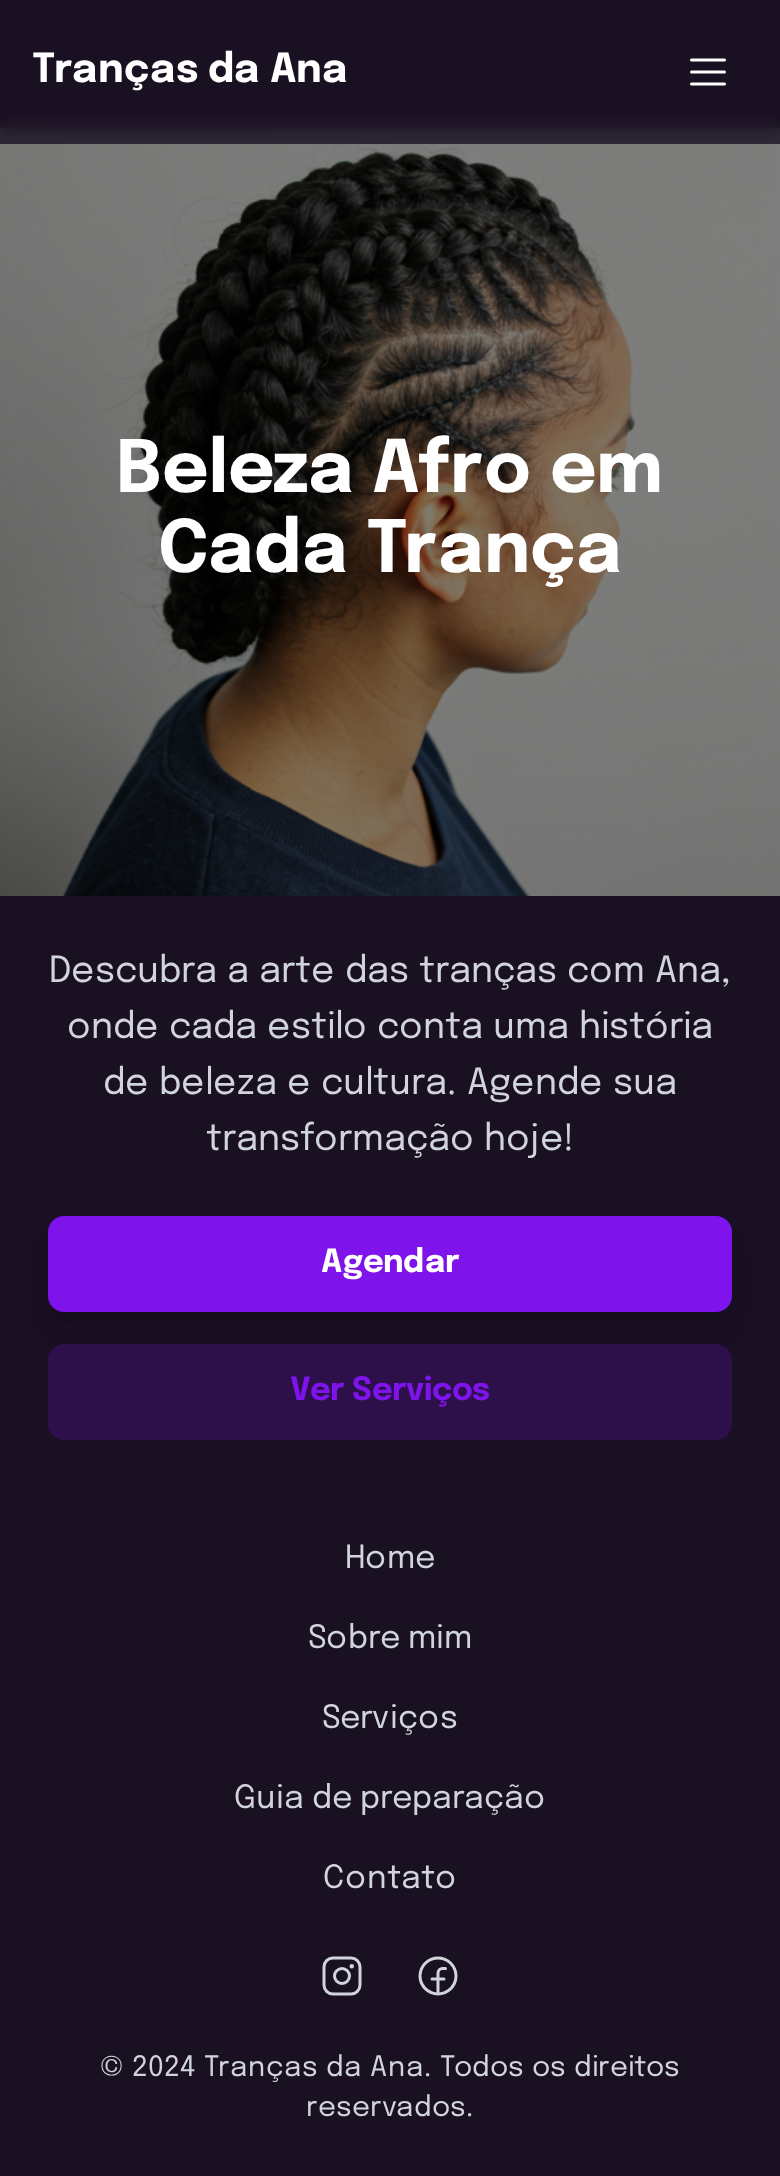 Tranças da Ana
Beleza Afro em
Cada Trança
Descubra a arte das tranças com Ana,
onde cada estilo conta uma história
de beleza e cultura. Agende sua
transformação hoje!
Agendar
Ver Serviços
Home
Sobre mim
Serviços
Guia de preparação
Contato
© 2024 Tranças da Ana. Todos os direitos
reservados.